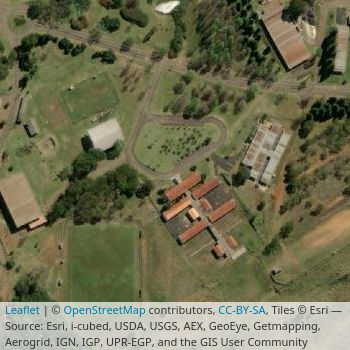 Leaflet | © OpenStreetMap contributors, CC-BY-SA, Tiles © Esri —
Source: Esri, i-cubed, USDA, USGS, AEX, GeoEye, Getmapping,
Aerogrid, IGN, IGP, UPR-EGP, and the GIS User Community